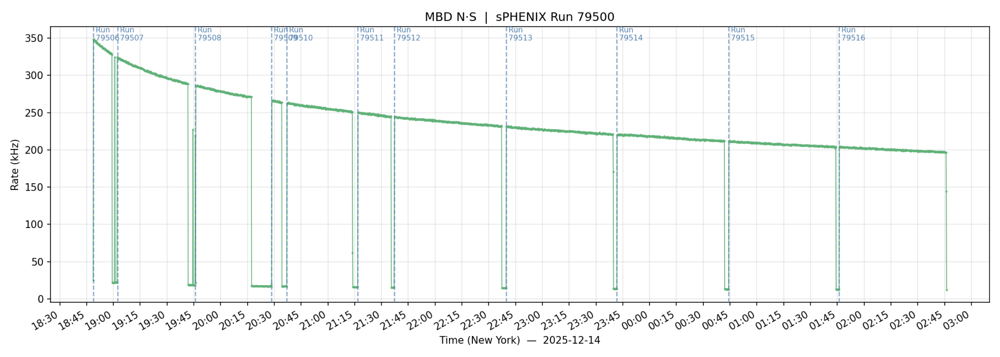 MBD N·S | sPHENIX Run 79500
Run
79506
Run
79507
Run
79508
Run
79509
Run
79510
Run
79511
Run
79512
Run
79513
Run
79514
Run
79515
Run
79516
Rate (kHz)
350
300
250
200
150
100
50
0
18:30 18:45 19:00 19:15 19:30 19:45 20:00 20:15 20:30 20:45 21:00 21:15 21:30 21:45 22:00 22:15 22:30 22:45 23:00 23:15 23:30 23:45 00:00 00:15 00:30 00:45 01:00 01:15 01:30 01:45 02:00 02:15 02:30 02:45 03:00
Time (New York) — 2025-12-14